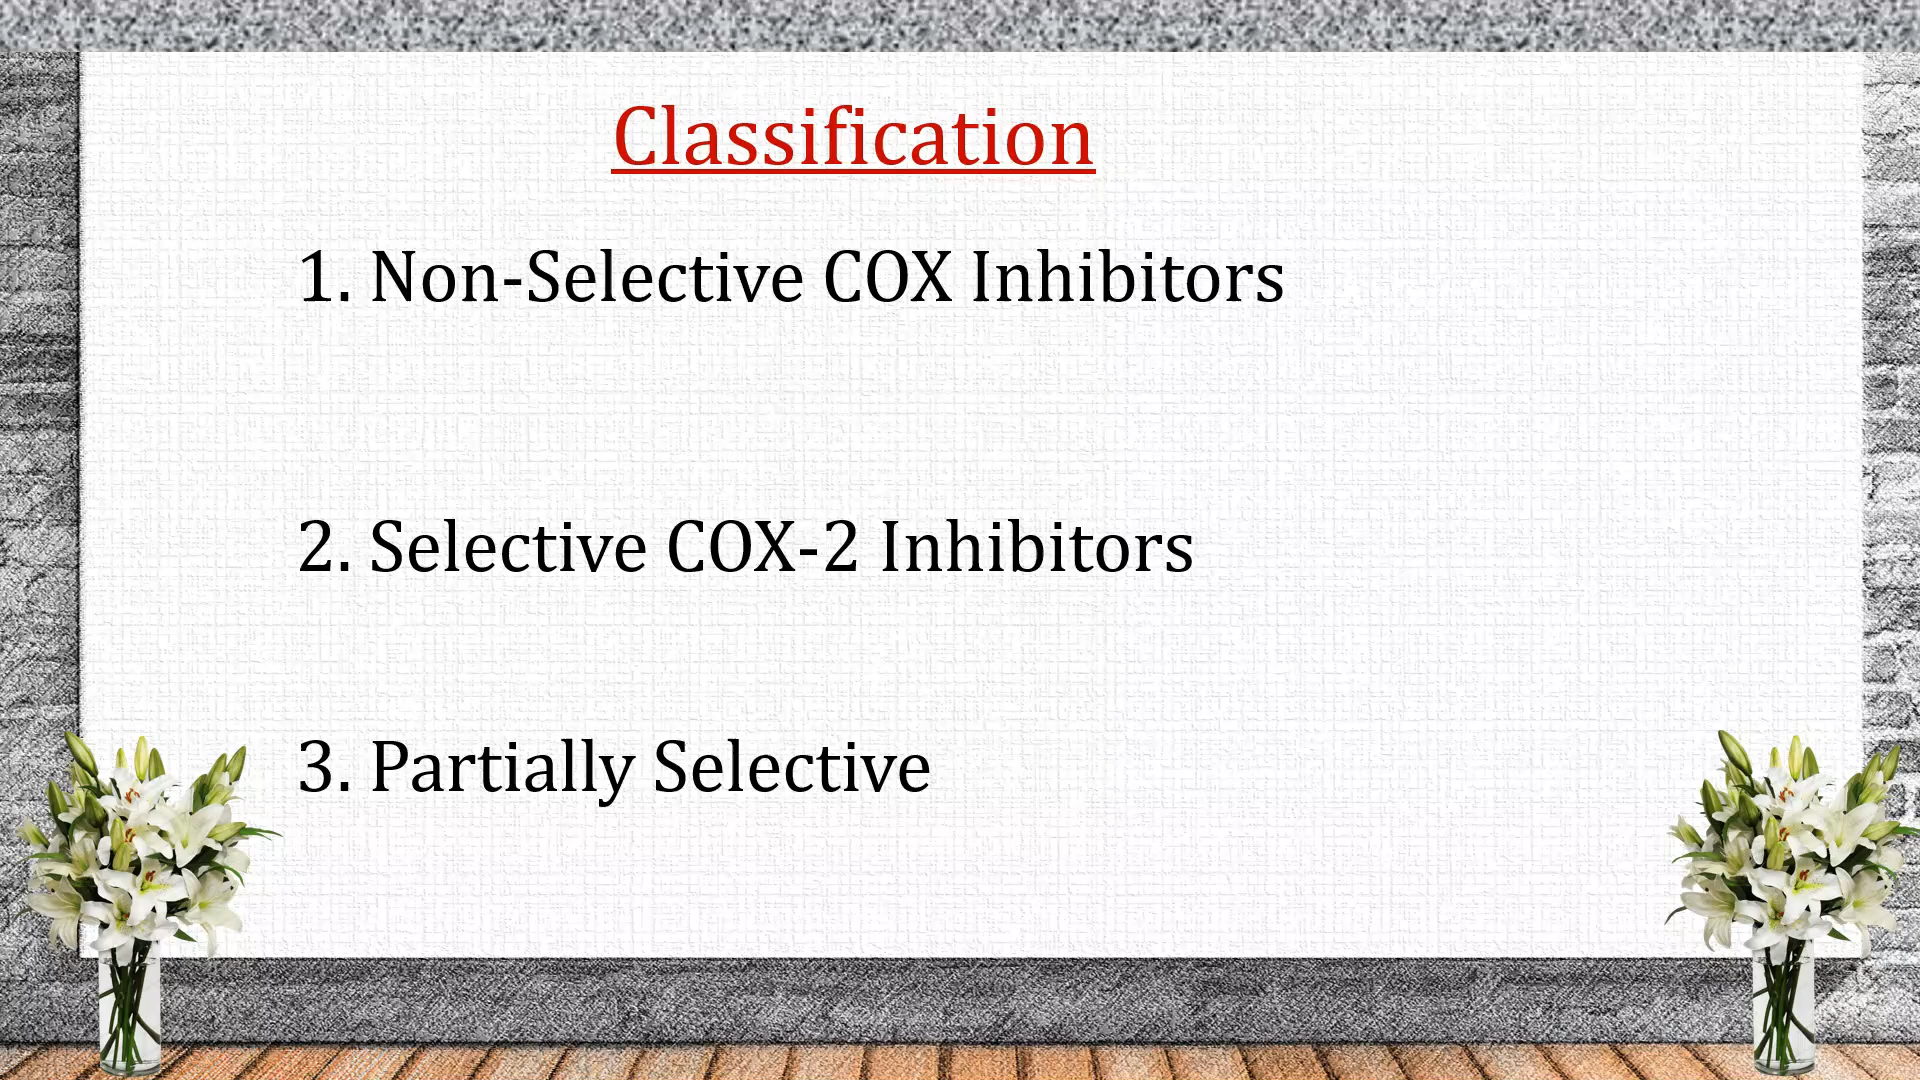 Classification
1. Non-Selective COX Inhibitors
2. Selective COX-2 Inhibitors
3. Partially Selective